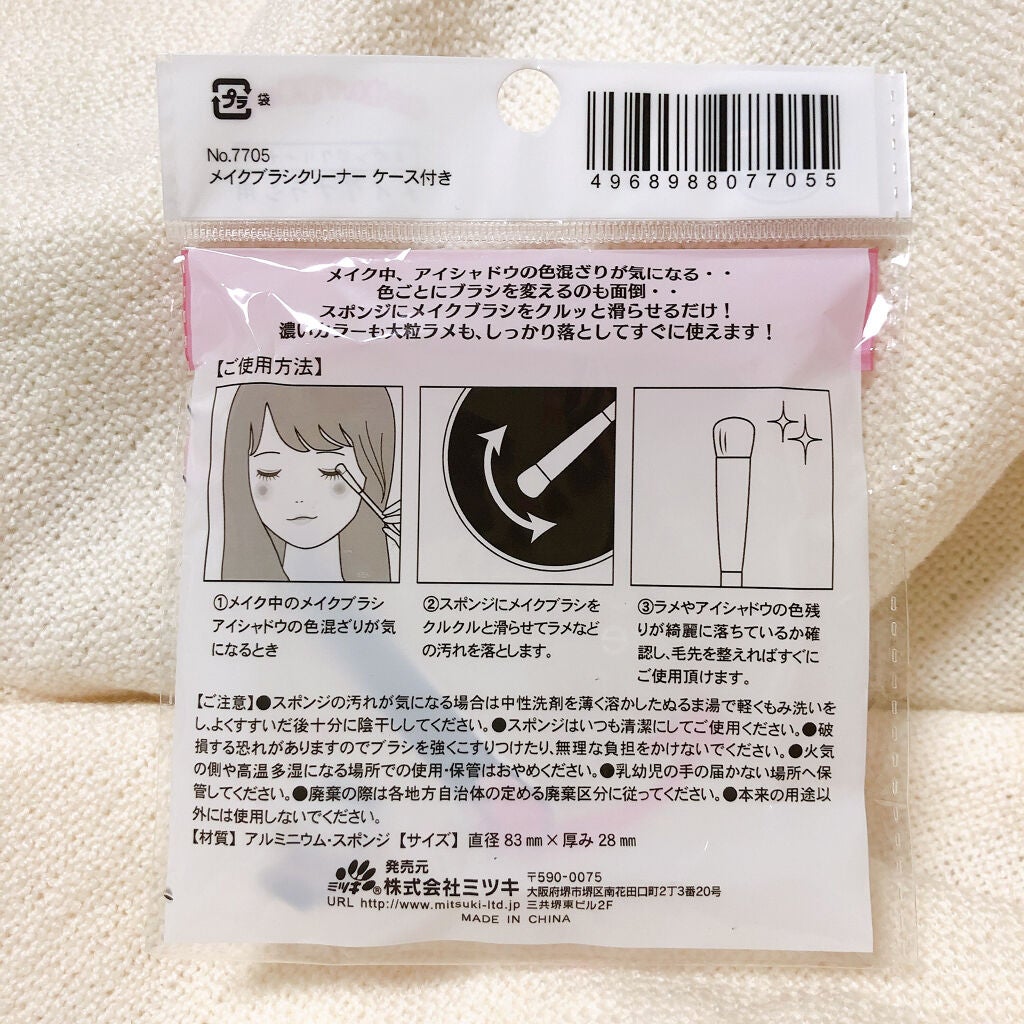 プラ 袋
No.7705
メイクブラシクリーナー ケース付き
4968988077055
メイク中、アイシャドウの色混ざりが気になる・・
色ごとにブラシを変えるのも面倒・・
スポンジにメイクブラシをクルッと滑らせるだけ!
濃いカラーも大粒ラメも、しっかり落としてすぐに使えます!
【ご使用方法】
①メイク中のメイクブラシ
アイシャドウの色混ざりが気
になるとき
②スポンジにメイクブラシを
クルクルと滑らせてラメなど
の汚れを落とします。
③ラメやアイシャドウの色残
りが綺麗に落ちているか確
認し、毛先を整えればすぐに
ご使用頂けます。
【ご注意】●スポンジの汚れが気になる場合は中性洗剤を薄く溶かしたぬるま湯で軽くもみ洗いを
し、よくすすいだ後十分に陰干ししてください。●スポンジはいつも清潔にしてご使用ください。●破
損する恐れがありますのでブラシを強くこすりつけたり、無理な負担をかけないでください。●火気
の側や高温多湿になる場所での使用・保管はおやめください。●乳幼児の手の届かない場所へ保
管してください。●廃棄の際は各地方自治体の定める廃棄区分に従ってください。●本来の用途以
外には使用しないでください。
【材質】 アルミニウム・スポンジ 【サイズ】 直径 83 mm × 厚み 28 mm
ミツキ® 発売元
株式会社ミツキ
URL http://www.mitsuki-ltd.jp
〒590-0075
大阪府堺市堺区南花田口町2丁3番20号
三共堺東ビル2F
MADE IN CHINA